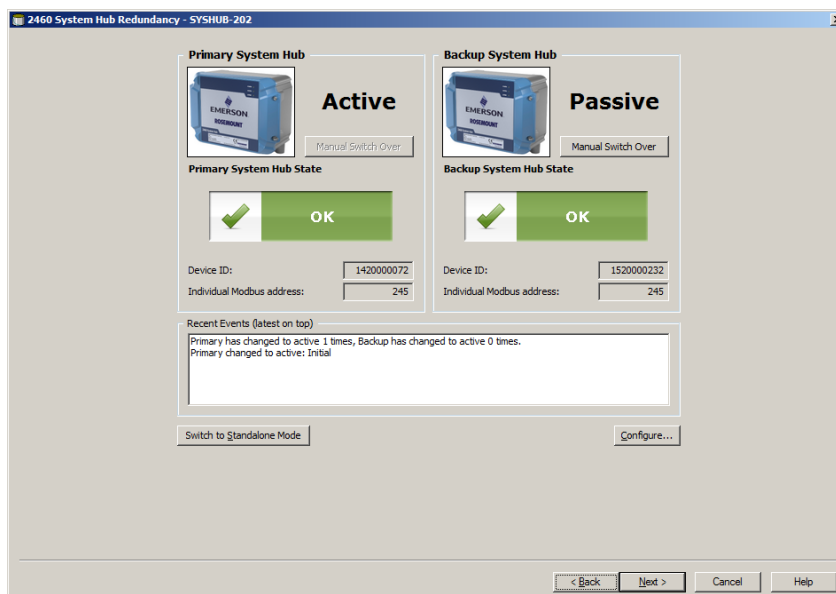 2460 System Hub Redundancy - SYSHUB-202
Primary System Hub
EMERSON
ROSEMOUNT
Active
Manual Switch Over
Primary System Hub State
OK
Device ID: 1420000072
Individual Modbus address: 245
Backup System Hub
EMERSON
ROSEMOUNT
Passive
Manual Switch Over
Backup System Hub State
OK
Device ID: 1520000232
Individual Modbus address: 245
Recent Events (latest on top)
Primary has changed to active 1 times, Backup has changed to active 0 times.
Primary changed to active: Initial
Switch to Standalone Mode
Configure...
< Back
Next >
Cancel
Help